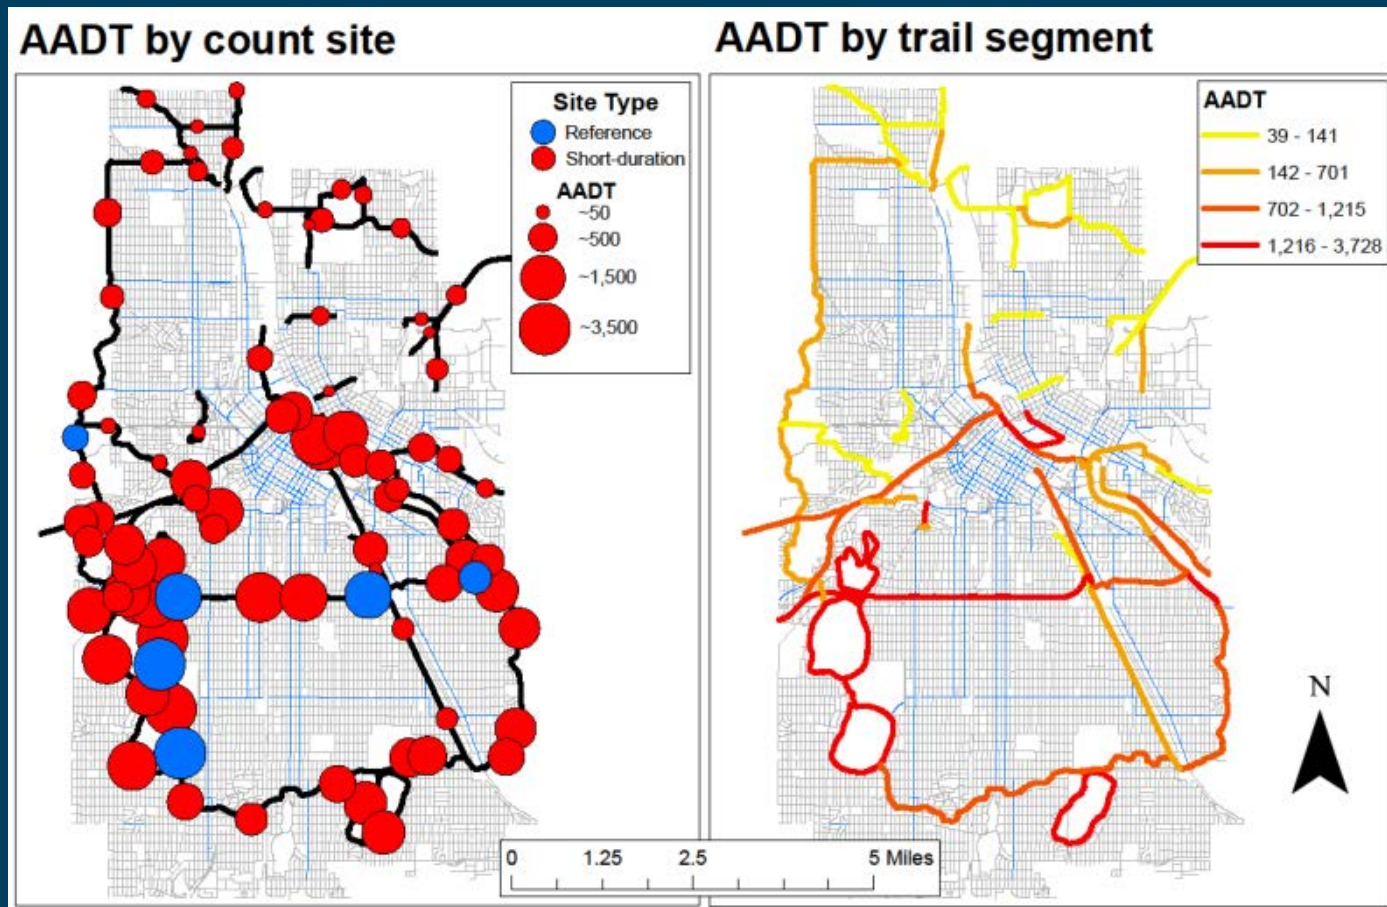 AADT by count site
Site Type
Reference
Short-duration
AADT
~50
~500
~1,500
~3,500
AADT by trail segment
AADT
39 - 141
142 - 701
702 - 1,215
1,216 - 3,728
N
0 1.25 2.5 5 Miles